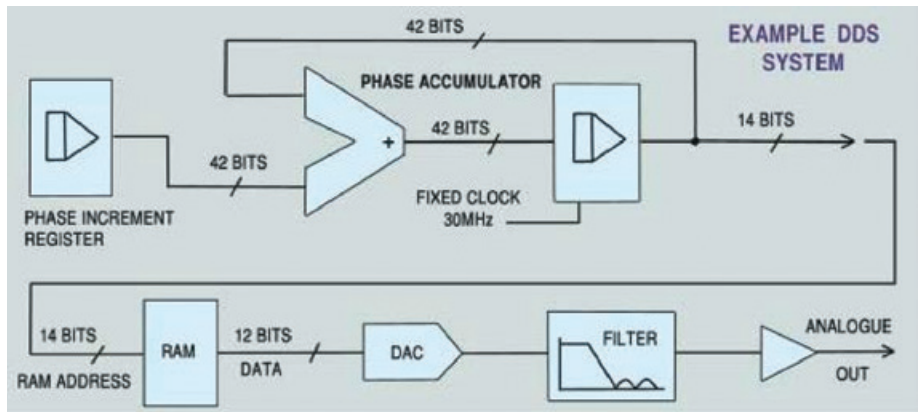 42 BITS
EXAMPLE DDS
SYSTEM
PHASE ACCUMULATOR
42 BITS
14 BITS
+
42 BITS
FIXED CLOCK
30MHz
PHASE INCREMENT
REGISTER
14 BITS
RAM ADDRESS
RAM
12 BITS
DATA
DAC
FILTER
ANALOGUE
OUT